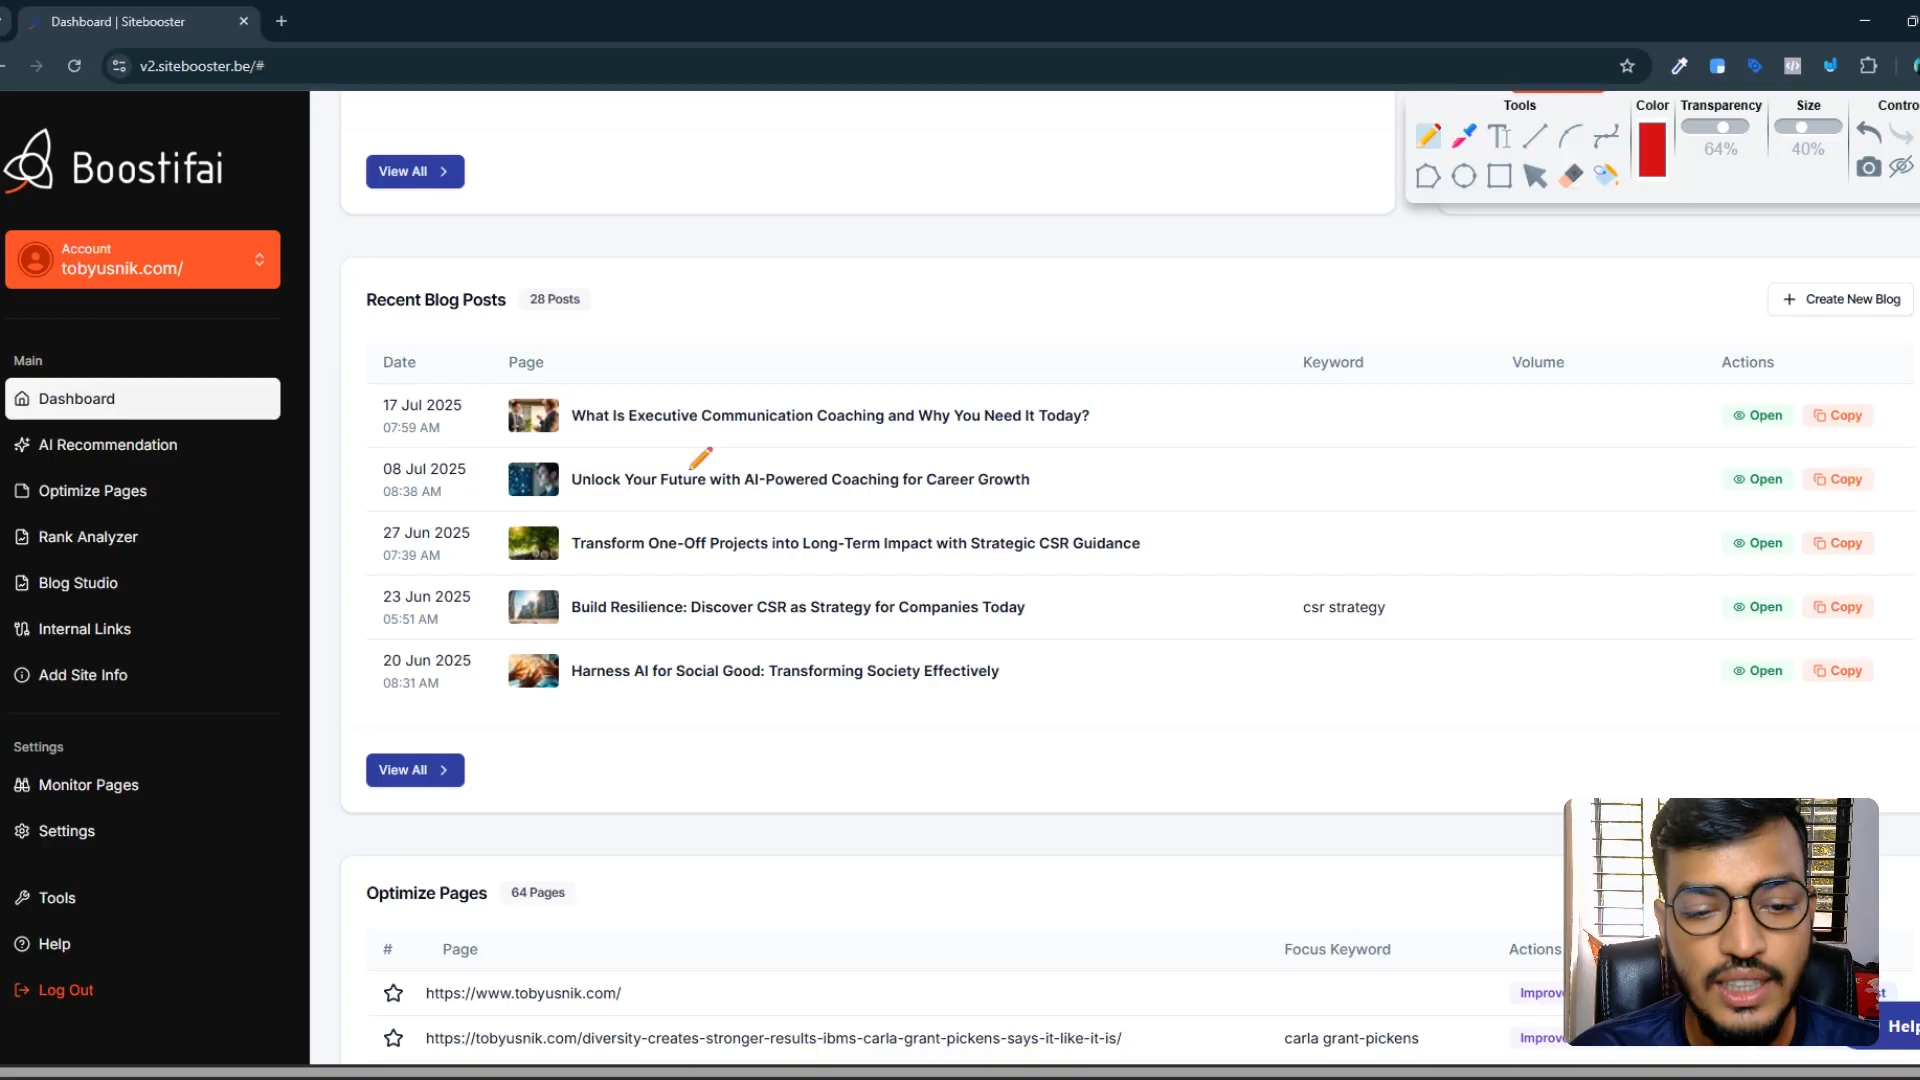 Dashboard | Sitebooster
v2.sitebooster.be/#
Tools
Color
Transparency
Size
Contro
64%
40%
Boostifai
Account
tobyusnik.com/
Main
Dashboard
AI Recommendation
Optimize Pages
Rank Analyzer
Blog Studio
Internal Links
Add Site Info
Settings
Monitor Pages
Settings
Tools
Help
Log Out
View All
Recent Blog Posts 28 Posts
Create New Blog
Date Page Keyword Volume Actions
17 Jul 2025
07:59 AM
What Is Executive Communication Coaching and Why You Need It Today?
Open Copy
08 Jul 2025
08:38 AM
Unlock Your Future with AI-Powered Coaching for Career Growth
Open Copy
27 Jun 2025
07:39 AM
Transform One-Off Projects into Long-Term Impact with Strategic CSR Guidance
Open Copy
23 Jun 2025
05:51 AM
Build Resilience: Discover CSR as Strategy for Companies Today
csr strategy
Open Copy
20 Jun 2025
08:31 AM
Harness AI for Social Good: Transforming Society Effectively
Open Copy
View All
Optimize Pages 64 Pages
# Page Focus Keyword Actions
https://www.tobyusnik.com/
Improv
st
https://tobyusnik.com/diversity-creates-stronger-results-ibms-carla-grant-pickens-says-it-like-it-is/
carla grant-pickens
Improv
Help